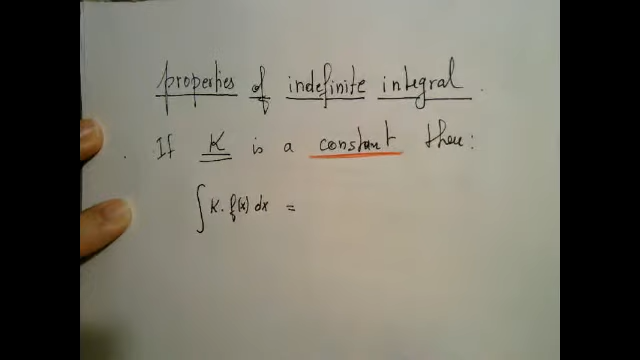 properties of indefinite integral.
. If K is a constant then:
∫ K. f(x) dx =